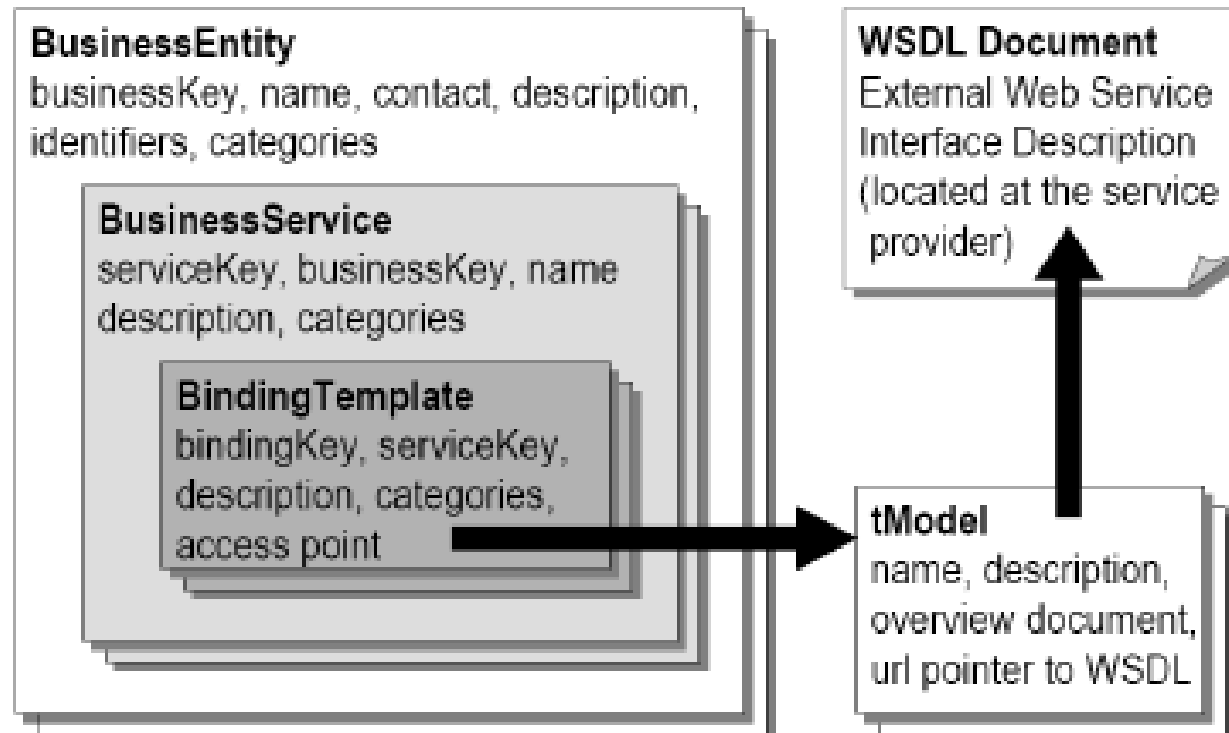 BusinessEntity
businessKey, name, contact, description,
identifiers, categories
BusinessService
serviceKey, businessKey, name
description, categories
BindingTemplate
bindingKey, serviceKey,
description, categories,
access point
WSDL Document
External Web Service
Interface Description
(located at the service
provider)
tModel
name, description,
overview document,
url pointer to WSDL